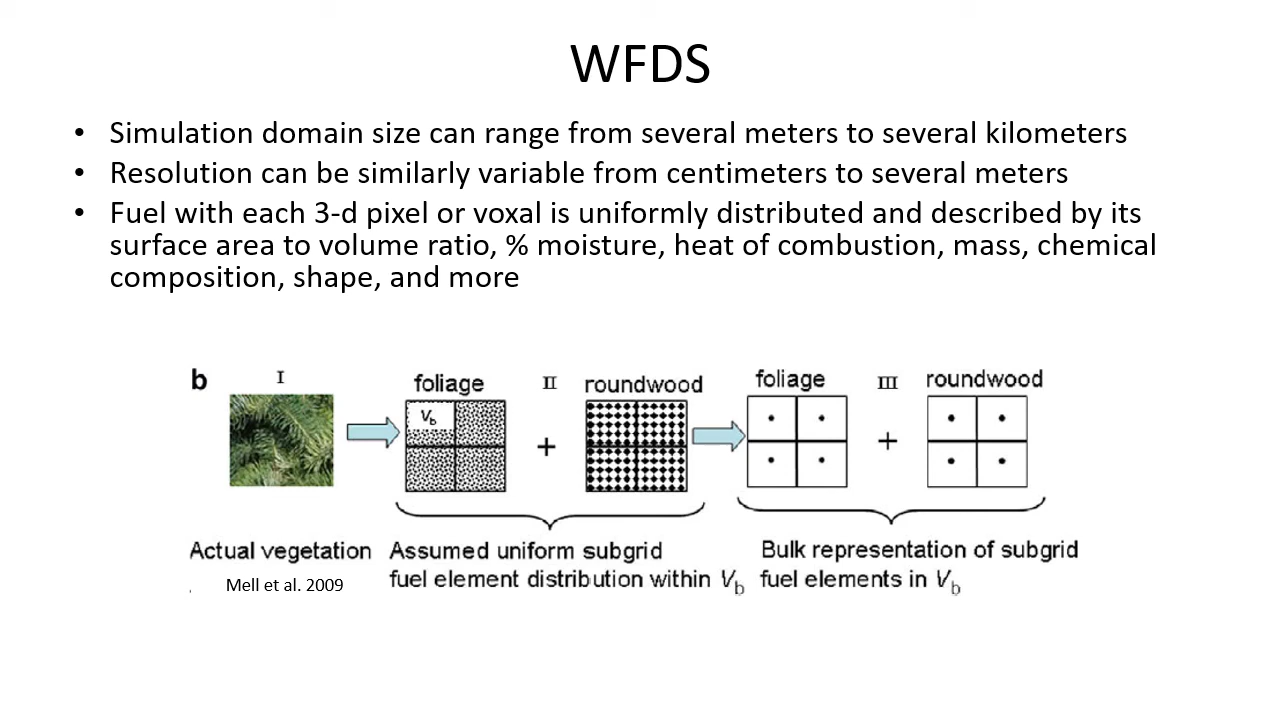 WFDS
• Simulation domain size can range from several meters to several kilometers
• Resolution can be similarly variable from centimeters to several meters
• Fuel with each 3-d pixel or voxal is uniformly distributed and described by its
surface area to volume ratio, % moisture, heat of combustion, mass, chemical
composition, shape, and more
b I foliage II roundwood foliage III roundwood
Vb
+ +
Actual vegetation Assumed uniform subgrid Bulk representation of subgrid
fuel element distribution within Vb fuel elements in Vb
Mell et al. 2009